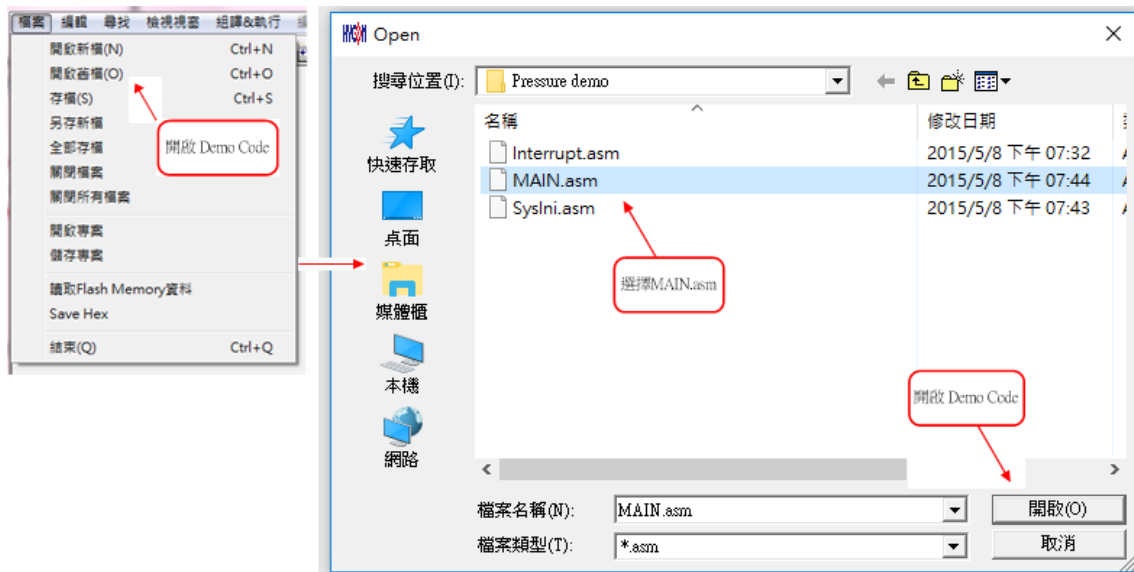 檔案 編輯 尋找 檢視視窗 組譯&執行
開啟新檔(N) Ctrl+N
開啟舊檔(O) Ctrl+O
存檔(S) Ctrl+S
另存新檔
全部存檔
關閉檔案
關閉所有檔案
開啟專案
儲存專案
讀取Flash Memory資料
Save Hex
結束(Q) Ctrl+Q
開啟 Demo Code
Open
搜尋位置(I): Pressure demo
快速存取
桌面
媒體櫃
本機
網路
名稱 修改日期
Interrupt.asm 2015/5/8 下午 07:32
MAIN.asm 2015/5/8 下午 07:44
SysIni.asm 2015/5/8 下午 07:43
選擇MAIN.asm
開啟 Demo Code
檔案名稱(N): MAIN.asm 開啟(O)
檔案類型(T): *.asm 取消